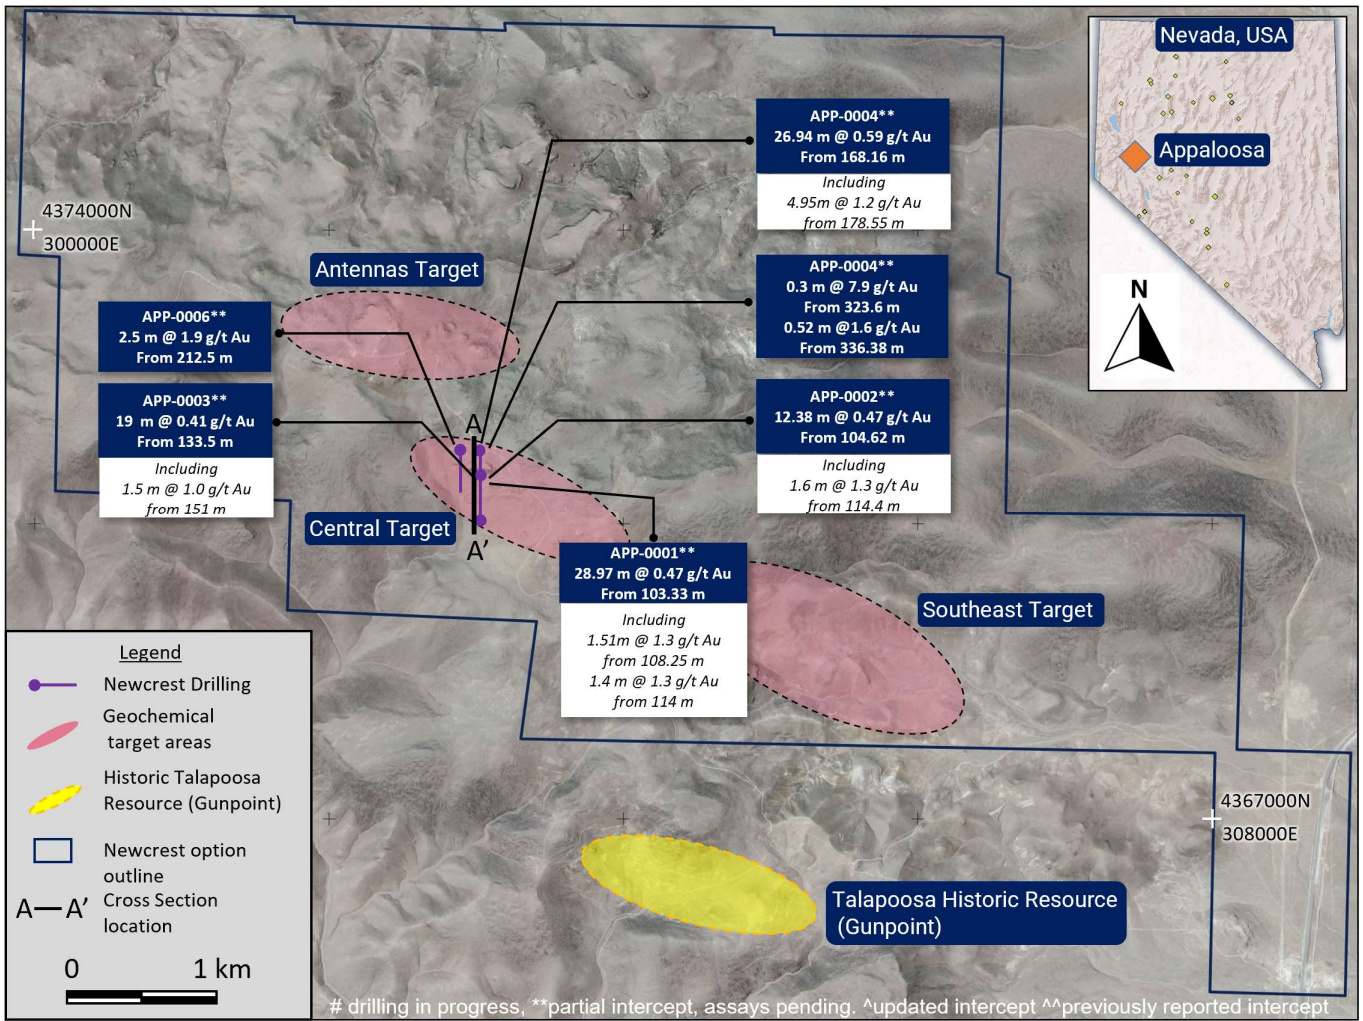 Nevada, USA
Appaloosa
N
4374000N
300000E
Antennas Target
APP-0004**
26.94 m @ 0.59 g/t Au
From 168.16 m
Including
4.95m @ 1.2 g/t Au
from 178.55 m
APP-0004**
0.3 m @ 7.9 g/t Au
From 323.6 m
0.52 m @1.6 g/t Au
From 336.38 m
APP-0006**
2.5 m @ 1.9 g/t Au
From 212.5 m
APP-0003**
19 m @ 0.41 g/t Au
From 133.5 m
Including
1.5 m @ 1.0 g/t Au
from 151 m
APP-0002**
12.38 m @ 0.47 g/t Au
From 104.62 m
Including
1.6 m @ 1.3 g/t Au
from 114.4 m
A
Central Target
A'
APP-0001**
28.97 m @ 0.47 g/t Au
From 103.33 m
Including
1.51m @ 1.3 g/t Au
from 108.25 m
1.4 m @ 1.3 g/t Au
from 114 m
Southeast Target
4367000N
308000E
Talapoosa Historic Resource
(Gunpoint)
Legend
Newcrest Drilling
Geochemical
target areas
Historic Talapoosa
Resource (Gunpoint)
Newcrest option
outline
A A' Cross Section
location
0 1 km
# drilling in progress, **partial intercept, assays pending. ^updated intercept ^^previously reported intercept